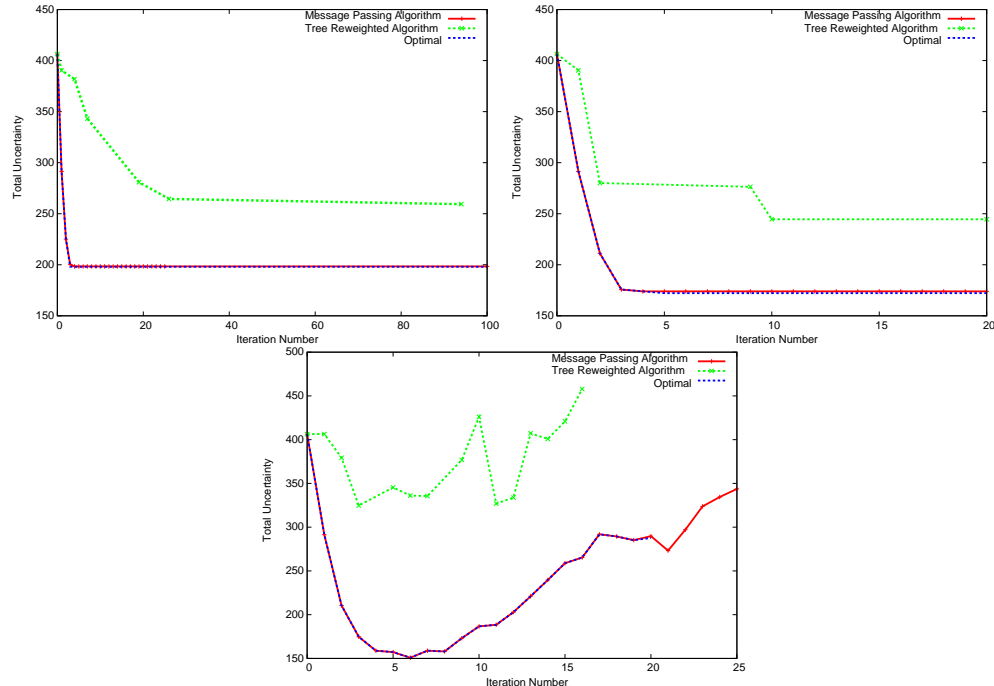 450
400
350
300
250
200
150
0
20
40
60
80
100
Total Uncertainty
Iteration Number
Message Passing Algorithm
Tree Reweighted Algorithm
Optimal
450
400
350
300
250
200
150
0
5
10
15
20
Total Uncertainty
Iteration Number
Message Passing Algorithm
Tree Reweighted Algorithm
Optimal
500
450
400
350
300
250
200
150
0
5
10
15
20
25
Total Uncertainty
Iteration Number
Message Passing Algorithm
Tree Reweighted Algorithm
Optimal